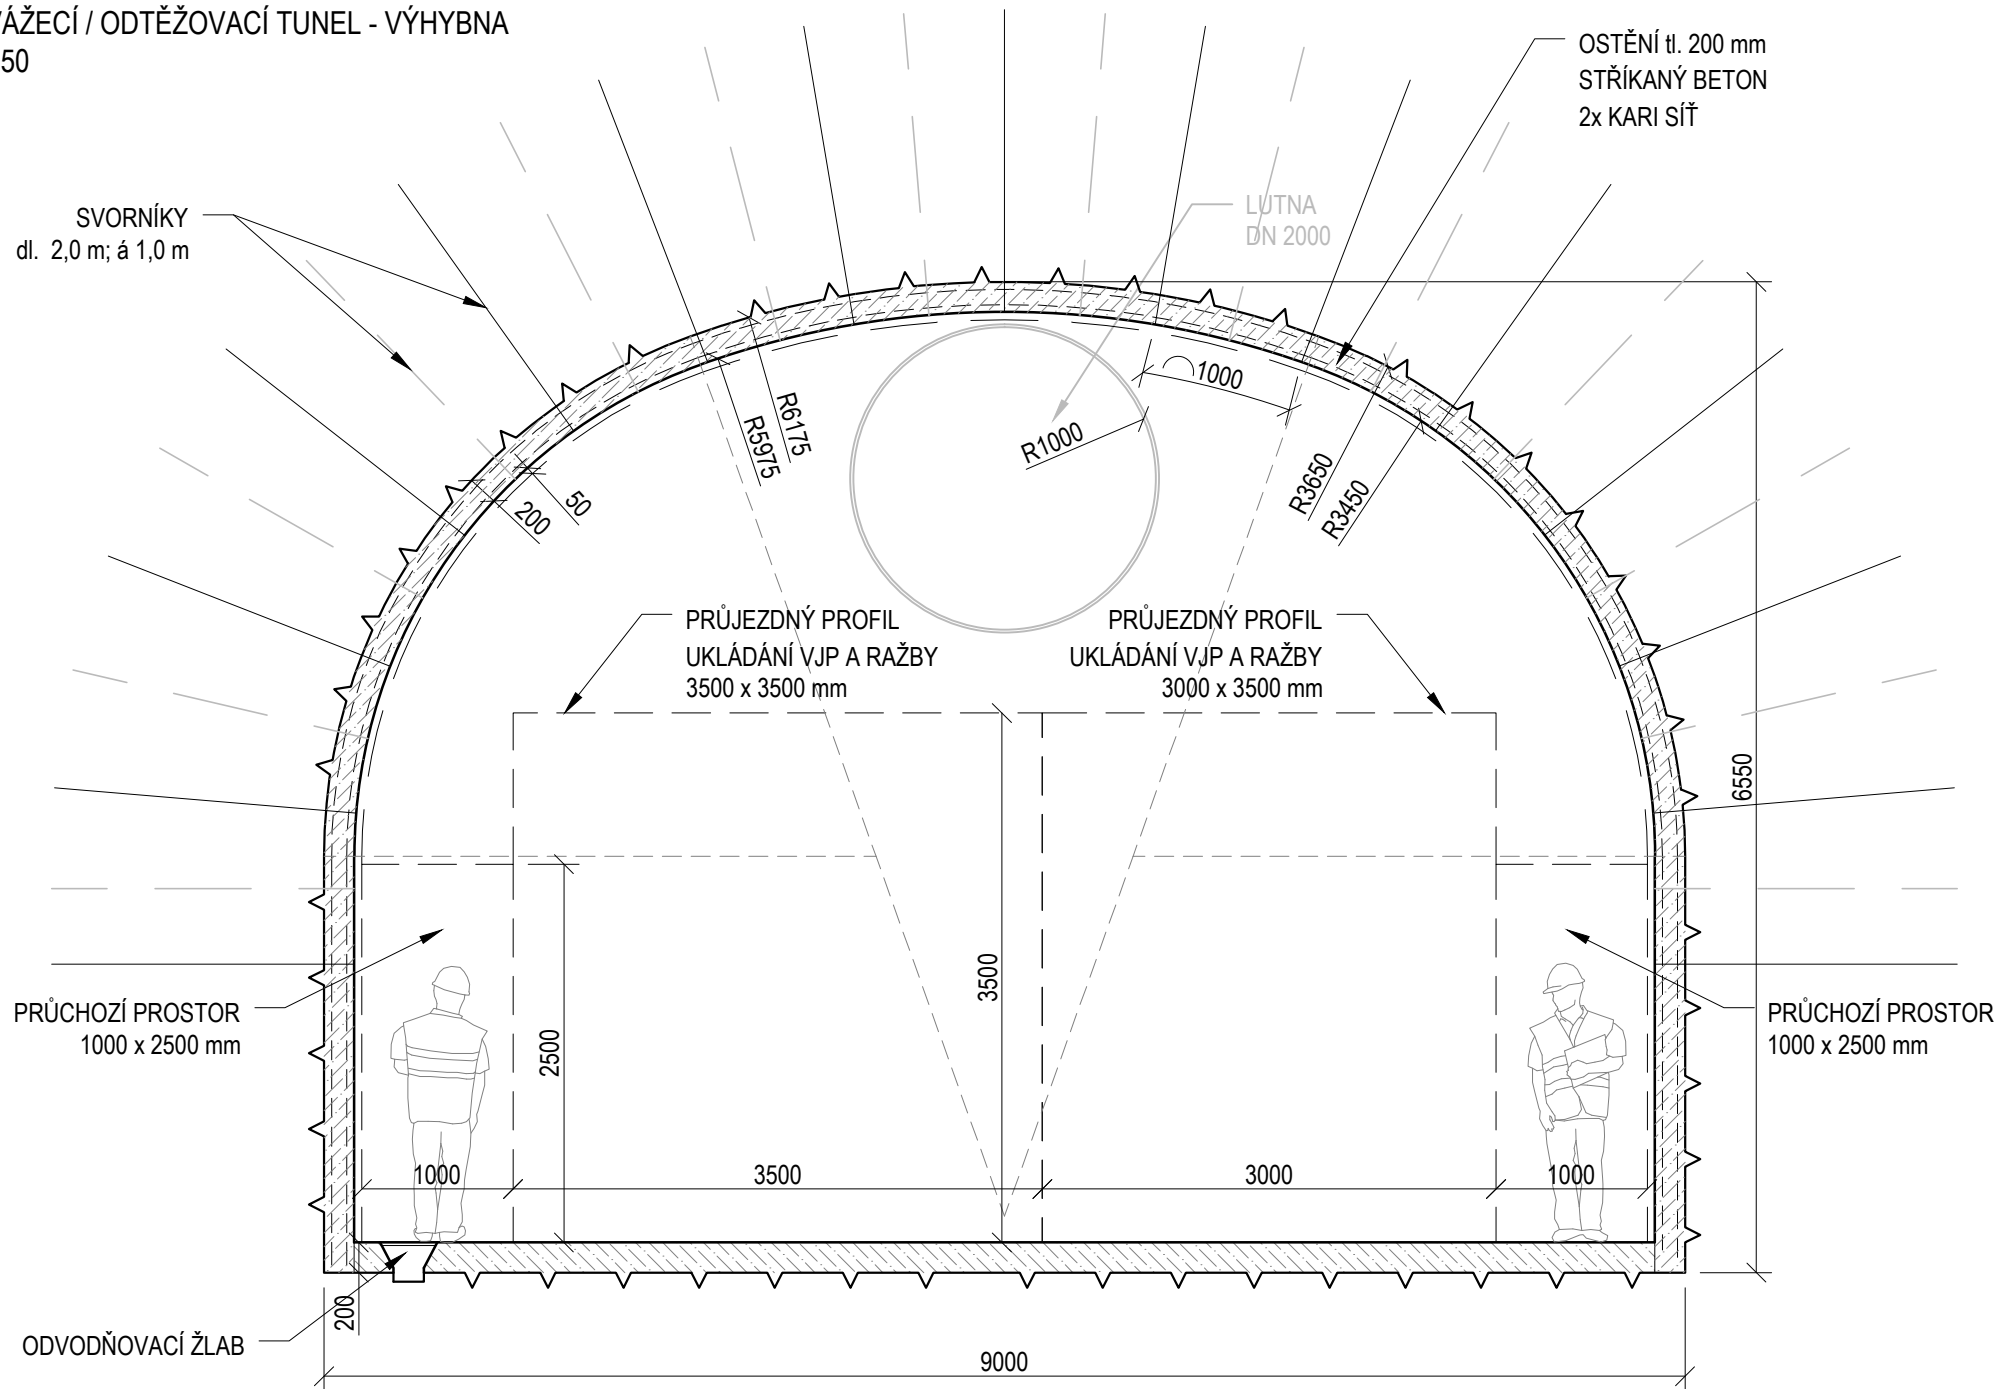 / ODTĚŽOVACÍ TUNEL - VÝHYBNA
50
OSTĚNÍ tl. 200 mm
STŘÍKANÝ BETON
2x KARI SÍŤ
SVORNÍKY
dl. 2,0 m; á 1,0 m
LUTNA
DN 2000
1000
R6175
R5975
R1000
R3650
R3450
50
200
PRŮJEZDNÝ PROFIL
UKLÁDÁNÍ VJP A RAŽBY
3500 x 3500 mm
PRŮJEZDNÝ PROFIL
UKLÁDÁNÍ VJP A RAŽBY
3000 x 3500 mm
6550
3500
2500
PRŮCHOZÍ PROSTOR
1000 x 2500 mm
PRŮCHOZÍ PROSTOR
1000 x 2500 mm
1000
3500
3000
1000
200
ODVODŇOVACÍ ŽLAB
9000